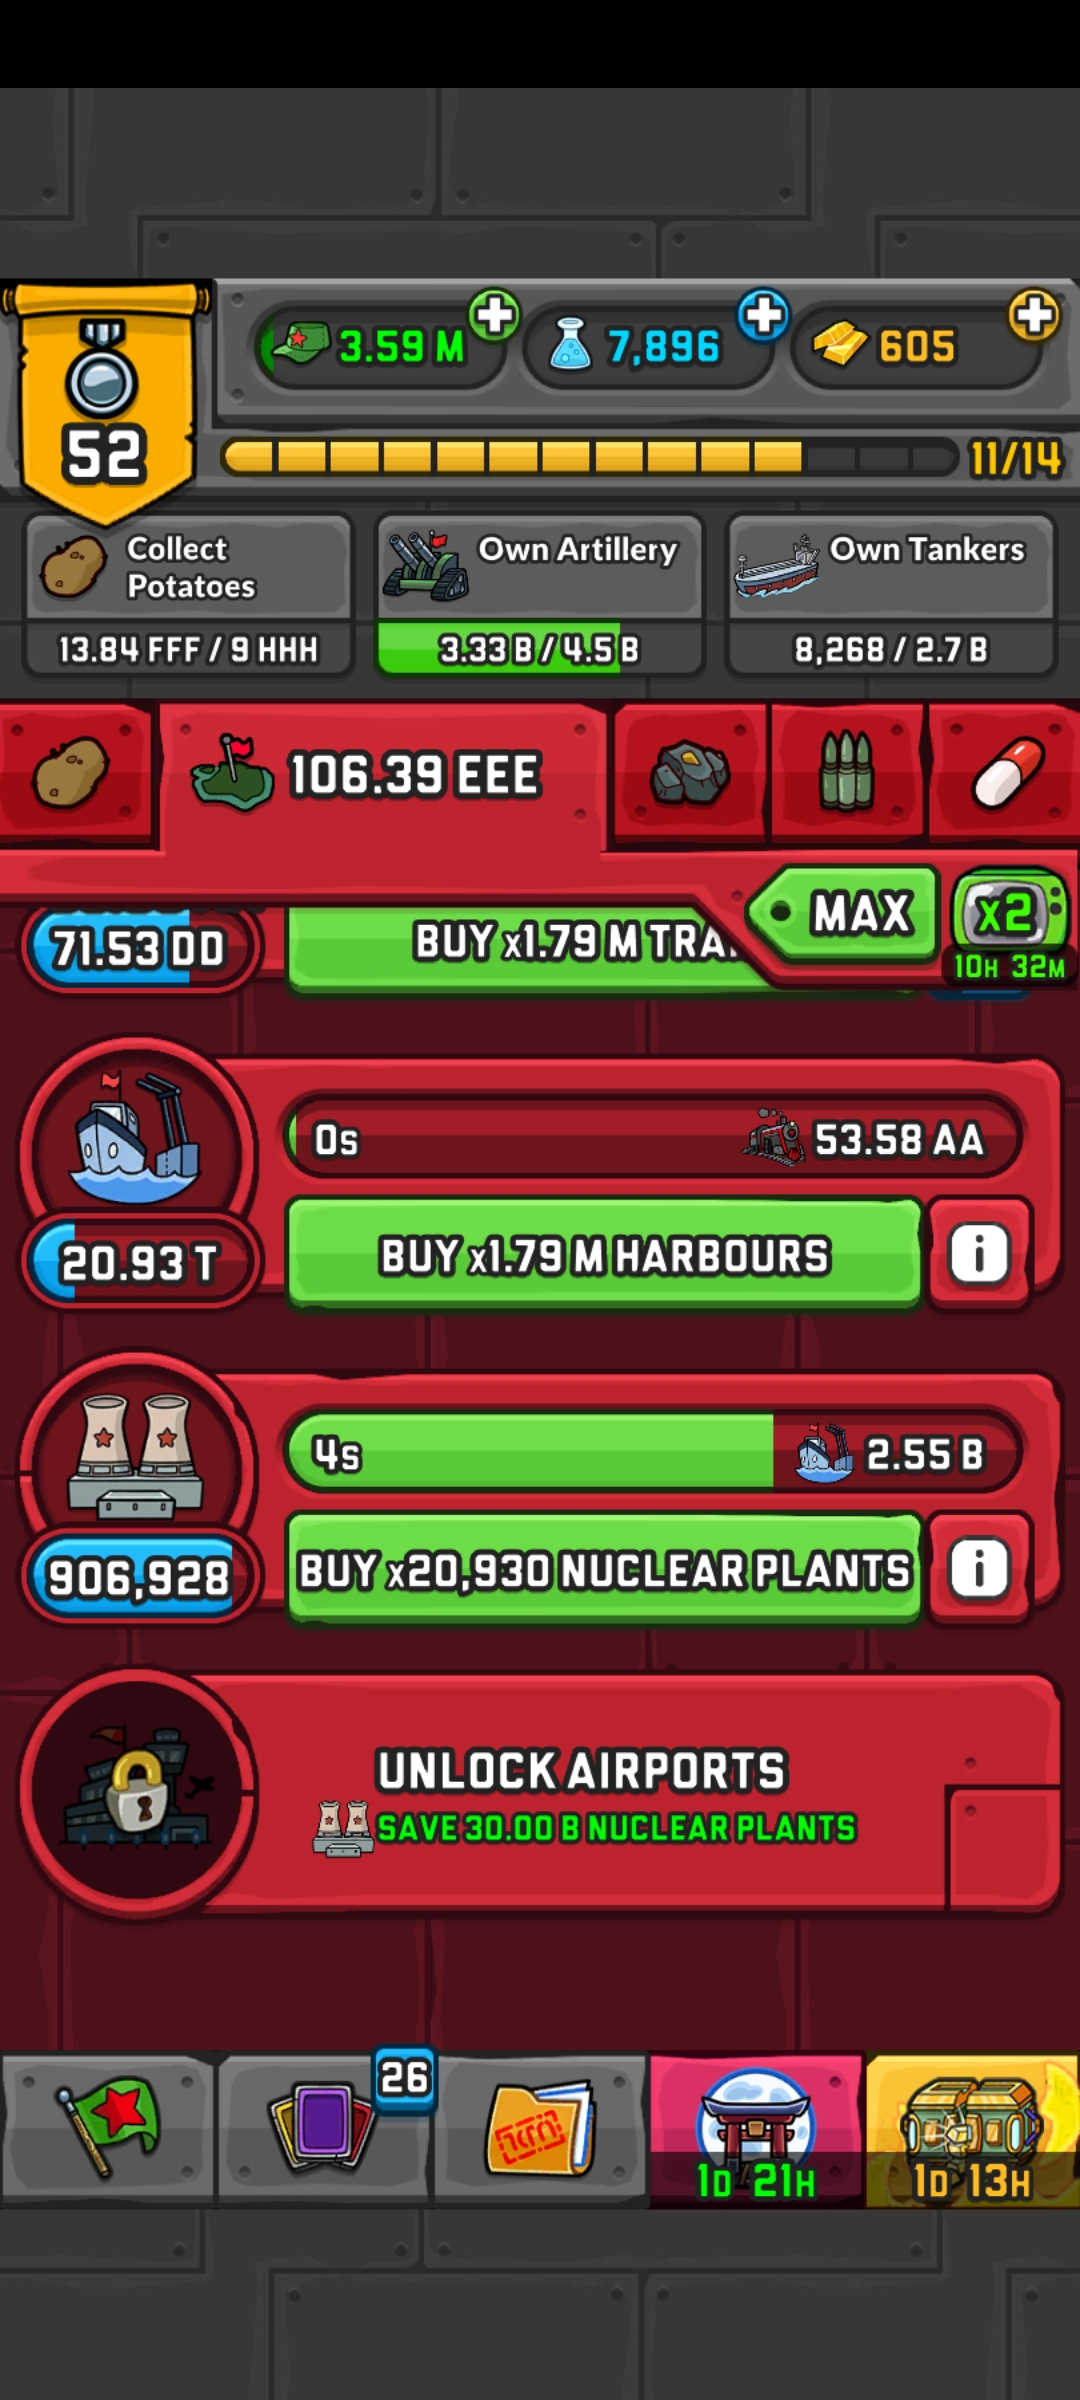 3.59 M
7,896
605
52
11/14
Collect
Potatoes
13.84 FFF / 9 HHH
Own Artillery
3.33 B / 4.5 B
Own Tankers
8,268 / 2.7 B
106.39 EEE
MAX
x2
10H 32M
71.53 DD
BUY x1.79 M TRA
0s
53.58 AA
20.93 T
BUY x1.79 M HARBOURS
i
4s
2.55 B
906,928
BUY x20,930 NUCLEAR PLANTS
i
UNLOCK AIRPORTS
SAVE 30.00 B NUCLEAR PLANTS
26
1D 21H
1D 13H